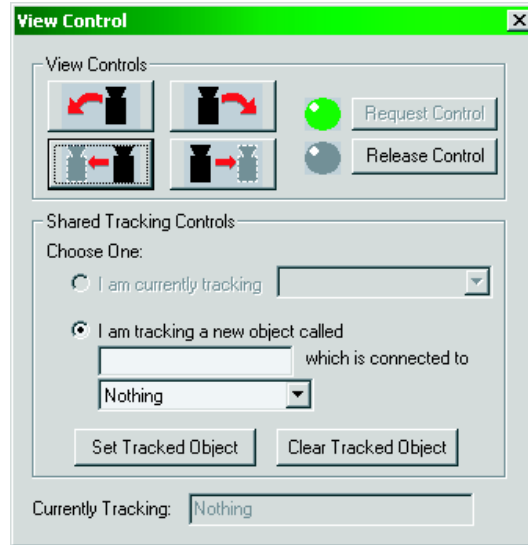 View Control
View Controls
Request Control
Release Control
Shared Tracking Controls
Choose One:
I am currently tracking
I am tracking a new object called
which is connected to
Nothing
Set Tracked Object Clear Tracked Object
Currently Tracking: Nothing